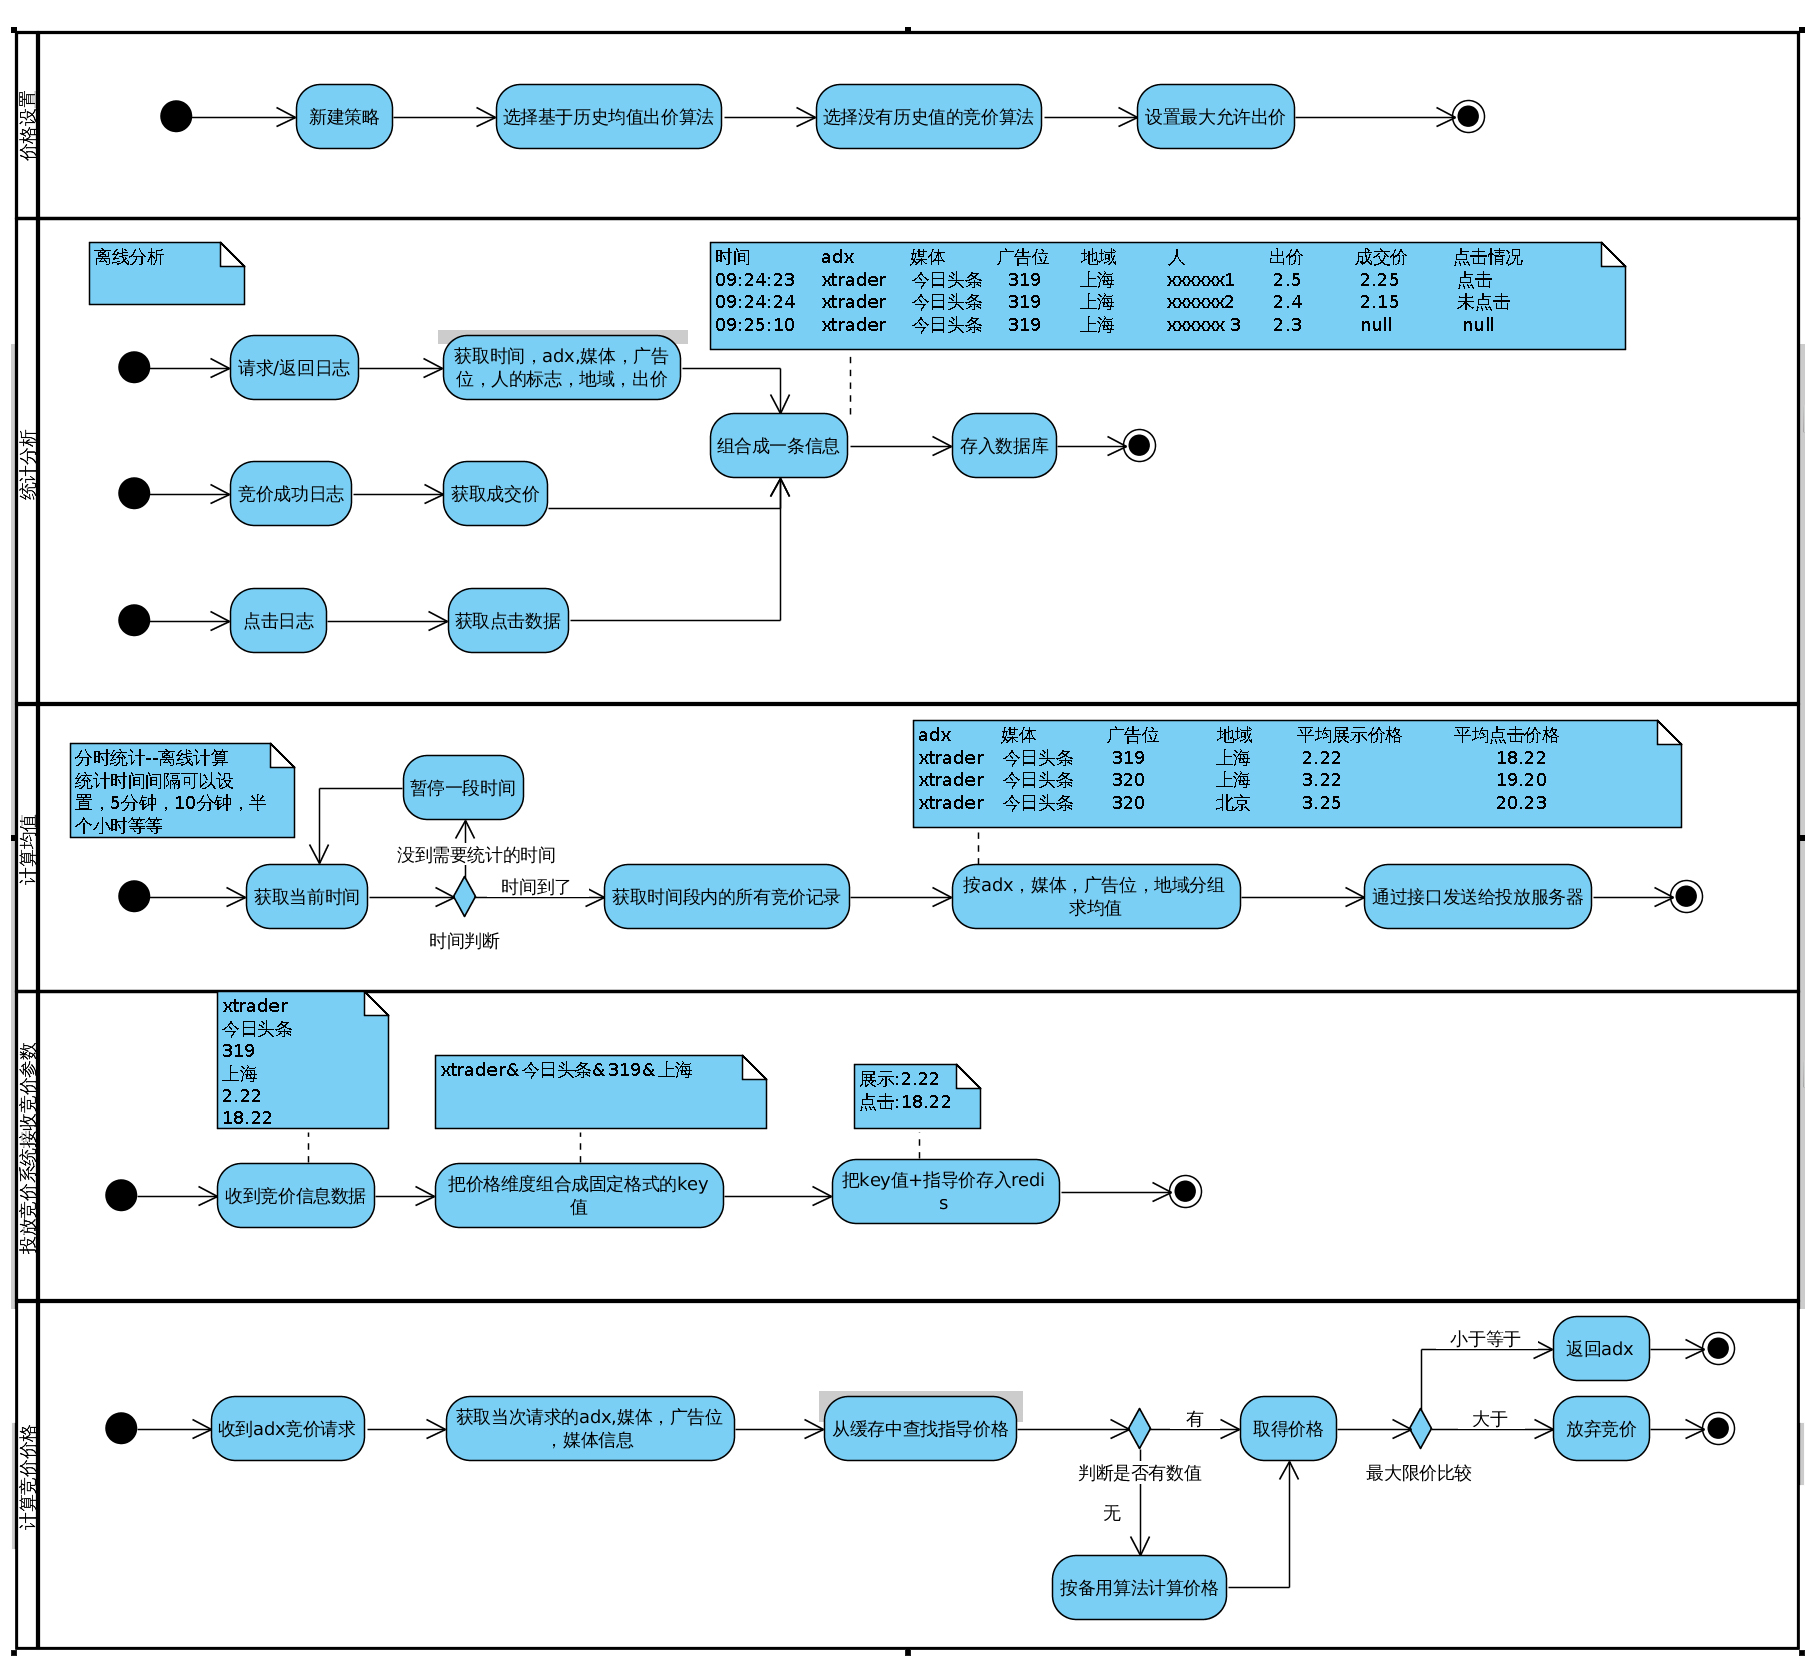 价格设置
新建策略
选择基于历史均值出价算法
选择没有历史值的竞价算法
设置最大允许出价
统计分析
离线分析
时间 adx 媒体 广告位 地域 人 出价 成交价 点击情况
09:24:23 xtrader 今日头条 319 上海 xxxxxx1 2.5 2.25 点击
09:24:24 xtrader 今日头条 319 上海 xxxxxx2 2.4 2.15 未点击
09:25:10 xtrader 今日头条 319 上海 xxxxxx 3 2.3 null null
请求/返回日志
获取时间，adx,媒体，广告
位，人的标志，地域，出价
组合成一条信息
存入数据库
竞价成功日志
获取成交价
点击日志
获取点击数据
计算均值
分时统计--离线计算
统计时间间隔可以设
置，5分钟，10分钟，半
个小时等等
暂停一段时间
adx 媒体 广告位 地域 平均展示价格 平均点击价格
xtrader 今日头条 319 上海 2.22 18.22
xtrader 今日头条 320 上海 3.22 19.20
xtrader 今日头条 320 北京 3.25 20.23
没到需要统计的时间
获取当前时间
时间到了
时间判断
获取时间段内的所有竞价记录
按adx，媒体，广告位，地域分组
求均值
通过接口发送给投放服务器
投放竞价系统接收竞价参数
xtrader
今日头条
319
上海
2.22
18.22
xtrader&今日头条&319&上海
展示:2.22
点击:18.22
收到竞价信息数据
把价格维度组合成固定格式的key
值
把key值+指导价存入redi
s
计算竞价价格
收到adx竞价请求
获取当次请求的adx,媒体，广告位
，媒体信息
从缓存中查找指导价格
有
判断是否有数值
无
按备用算法计算价格
取得价格
最大限价比较
小于等于
返回adx
大于
放弃竞价